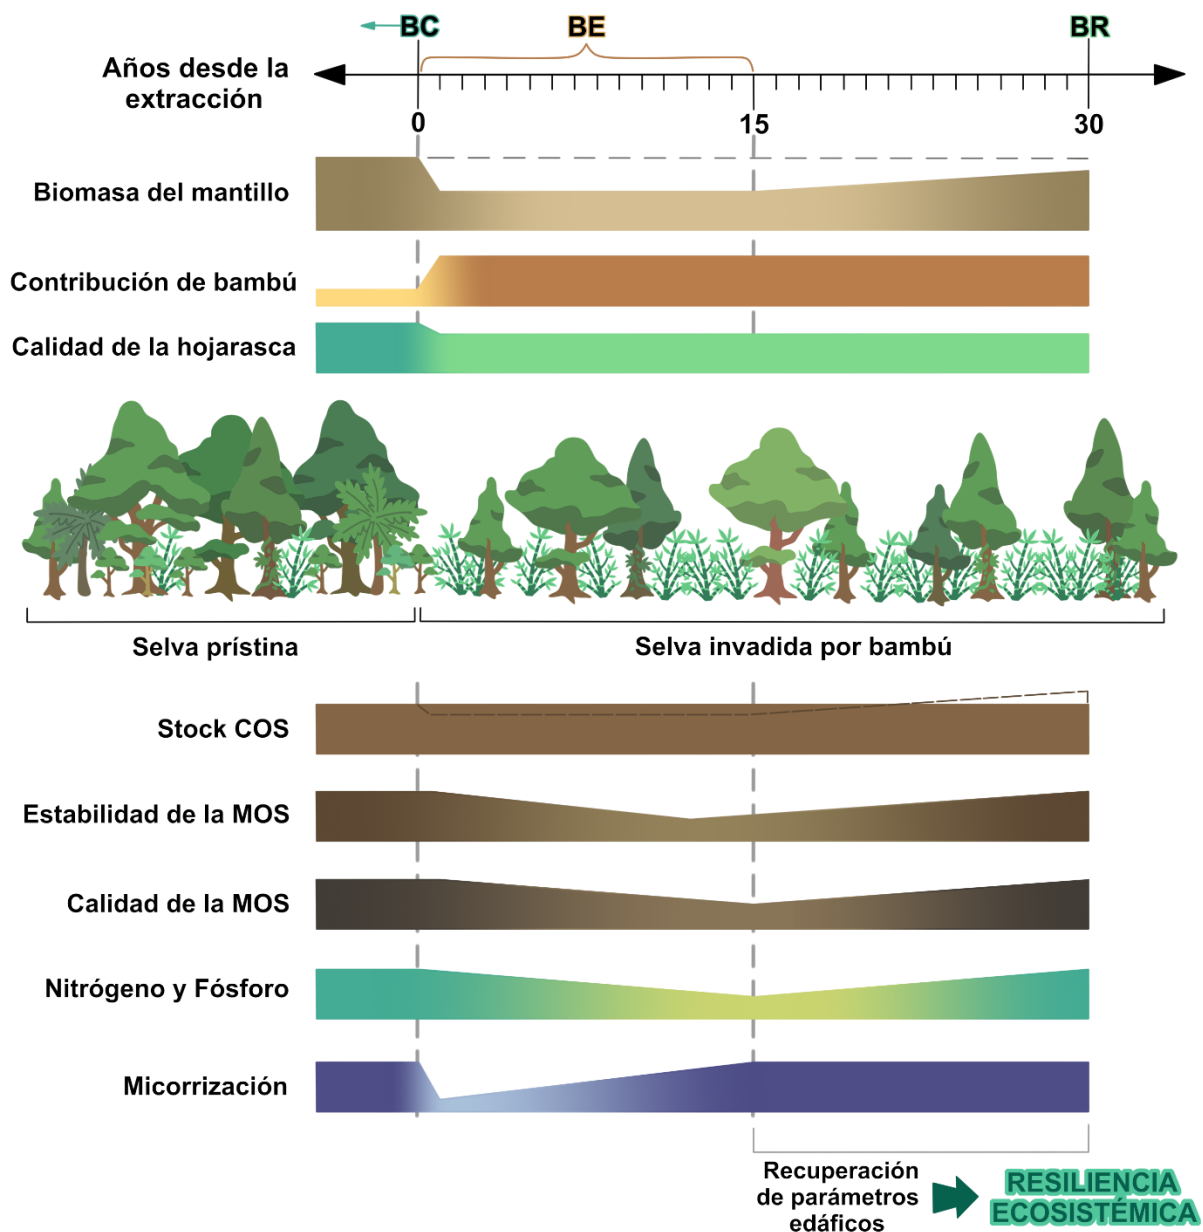 BC
BE
BR
Años desde la
extracción
0
15
30
Biomasa del mantillo
Contribución de bambú
Calidad de la hojarasca
Selva prístina
Selva invadida por bambú
Stock COS
Estabilidad de la MOS
Calidad de la MOS
Nitrógeno y Fósforo
Micorrización
Recuperación
de parámetros
edáficos
RESILIENCIA
ECOSISTÉMICA